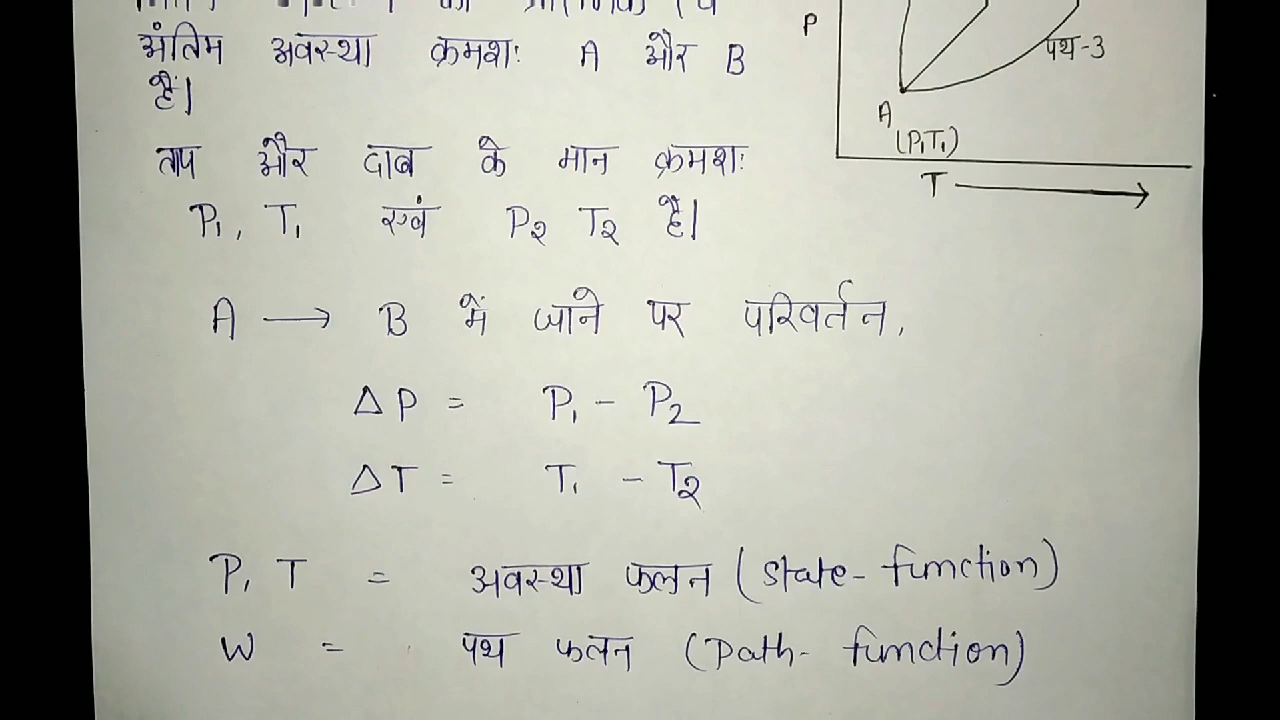 अंतिम अवस्था क्रमशः A और B
हैं।
ताप और दाब के मान क्रमशः
P₁, T₁ एवं P₂ T₂ है।
A → B में जाने पर परिवर्तन,
ΔP = P₁ - P₂
ΔT = T₁ - T₂
P, T = अवस्था फलन (state-function)
W = पथ फलन (Path-function)
P
पथ-3
A
(P₁T₁)
T →